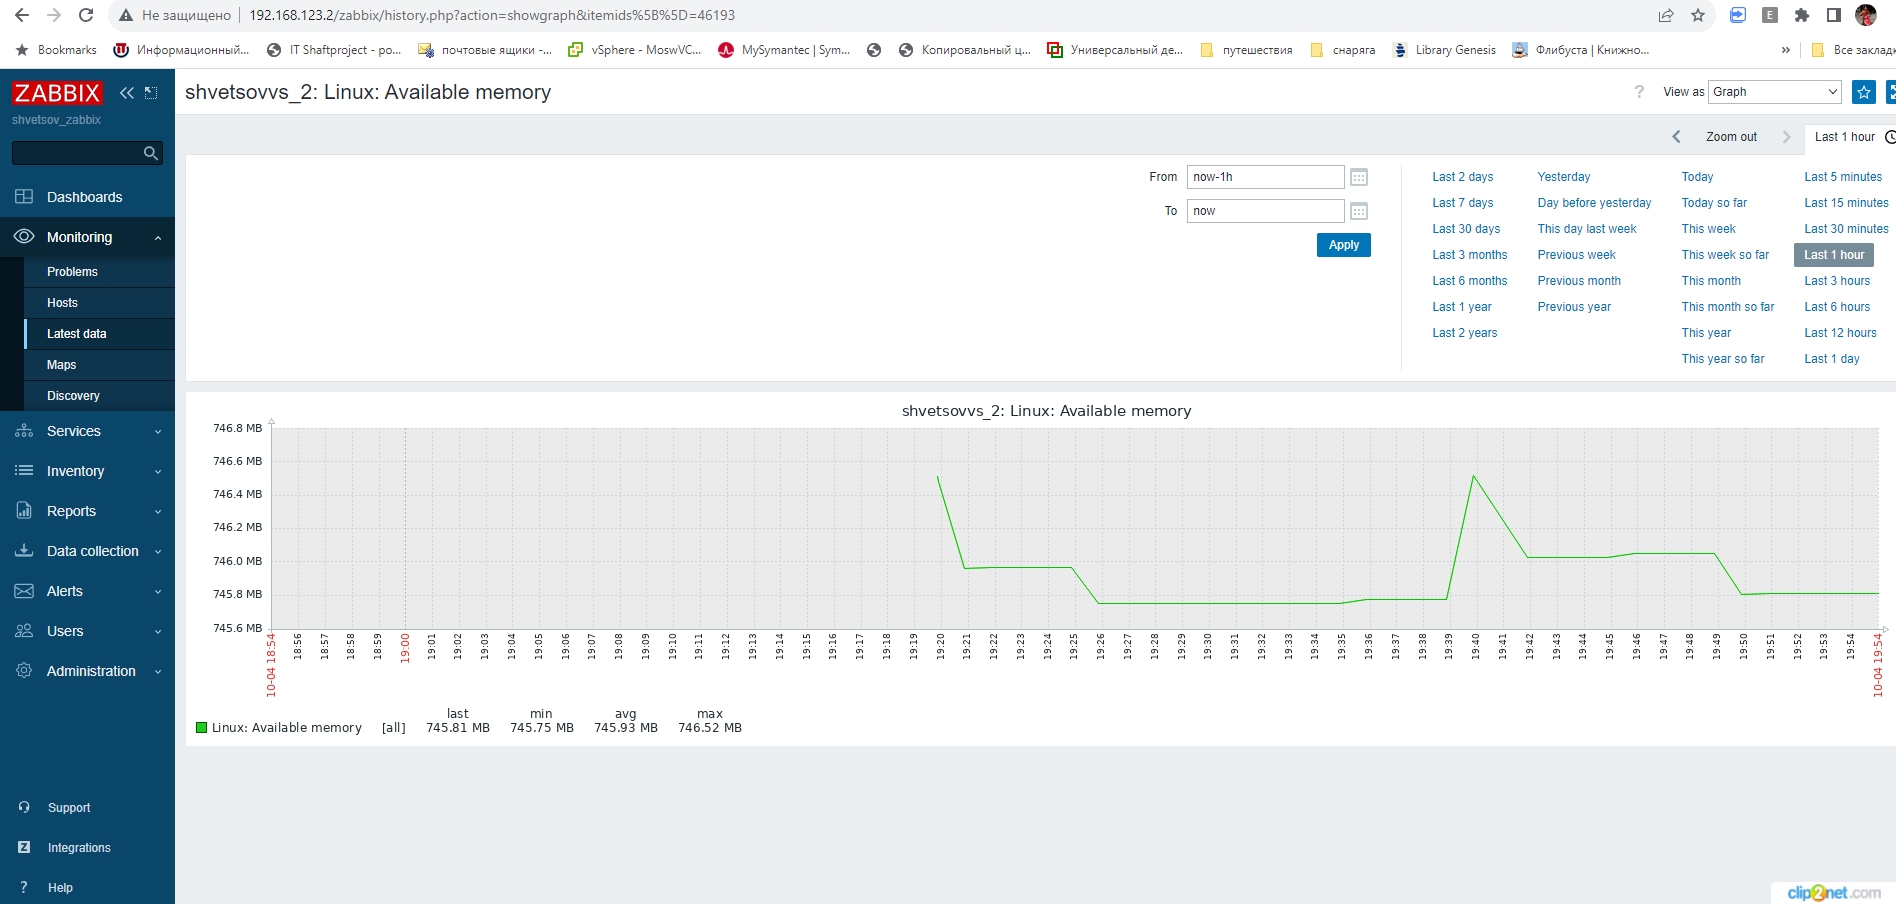 Не защищено 192.168.123.2/zabbix/history.php?action=showgraph&itemids%5B%5D=46193
Bookmarks Информационный... IT Shaftproject - po... почтовые ящики -... vSphere - MoswVC... MySymantec | Sym... Копировальный ц... Универсальный де... путешествия снаряга Library Genesis Флибуста | Книжно... » Все заклад
ZABBIX
shvetsov_zabbix
Dashboards
Monitoring
Problems
Hosts
Latest data
Maps
Discovery
Services
Inventory
Reports
Data collection
Alerts
Users
Administration
Support
Integrations
Help
shvetsovvs_2: Linux: Available memory
? View as Graph
Zoom out Last 1 hour
From now-1h
To now
Apply
Last 2 days Yesterday Today Last 5 minutes
Last 7 days Day before yesterday Today so far Last 15 minutes
Last 30 days This day last week This week Last 30 minutes
Last 3 months Previous week This week so far Last 1 hour
Last 6 months Previous month This month Last 3 hours
Last 1 year Previous year This month so far Last 6 hours
Last 2 years This year Last 12 hours
This year so far Last 1 day
shvetsovvs_2: Linux: Available memory
746.8 MB
746.6 MB
746.4 MB
746.2 MB
746.0 MB
745.8 MB
745.6 MB
10-04 18:54 18:56 18:57 18:58 18:59 19:00 19:01 19:02 19:03 19:04 19:05 19:06 19:07 19:08 19:09 19:10 19:11 19:12 19:13 19:14 19:15 19:16 19:17 19:18 19:19 19:20 19:21 19:22 19:23 19:24 19:25 19:26 19:27 19:28 19:29 19:30 19:31 19:32 19:33 19:34 19:35 19:36 19:37 19:38 19:39 19:40 19:41 19:42 19:43 19:44 19:45 19:46 19:47 19:48 19:49 19:50 19:51 19:52 19:53 19:54 10-04 19:54
last min avg max
Linux: Available memory [all] 745.81 MB 745.75 MB 745.93 MB 746.52 MB
clip2net.com